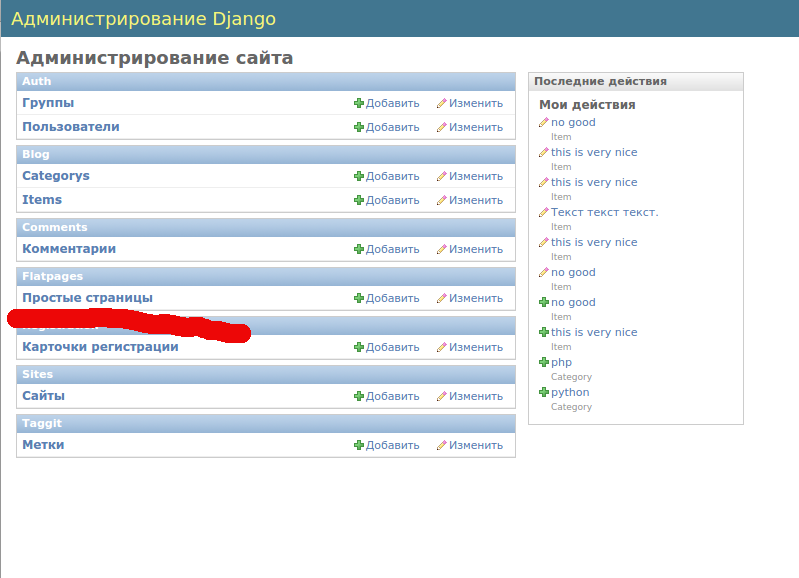 Администрирование Django
Администрирование сайта
Auth
Группы Добавить Изменить
Пользователи Добавить Изменить
Blog
Categorys Добавить Изменить
Items Добавить Изменить
Comments
Комментарии Добавить Изменить
Flatpages
Простые страницы Добавить Изменить
Карточки регистрации Добавить Изменить
Sites
Сайты Добавить Изменить
Taggit
Метки Добавить Изменить
Последние действия
Мои действия
no good
Item
this is very nice
Item
this is very nice
Item
Текст текст текст.
Item
this is very nice
Item
no good
Item
no good
Item
this is very nice
Item
php
Category
python
Category